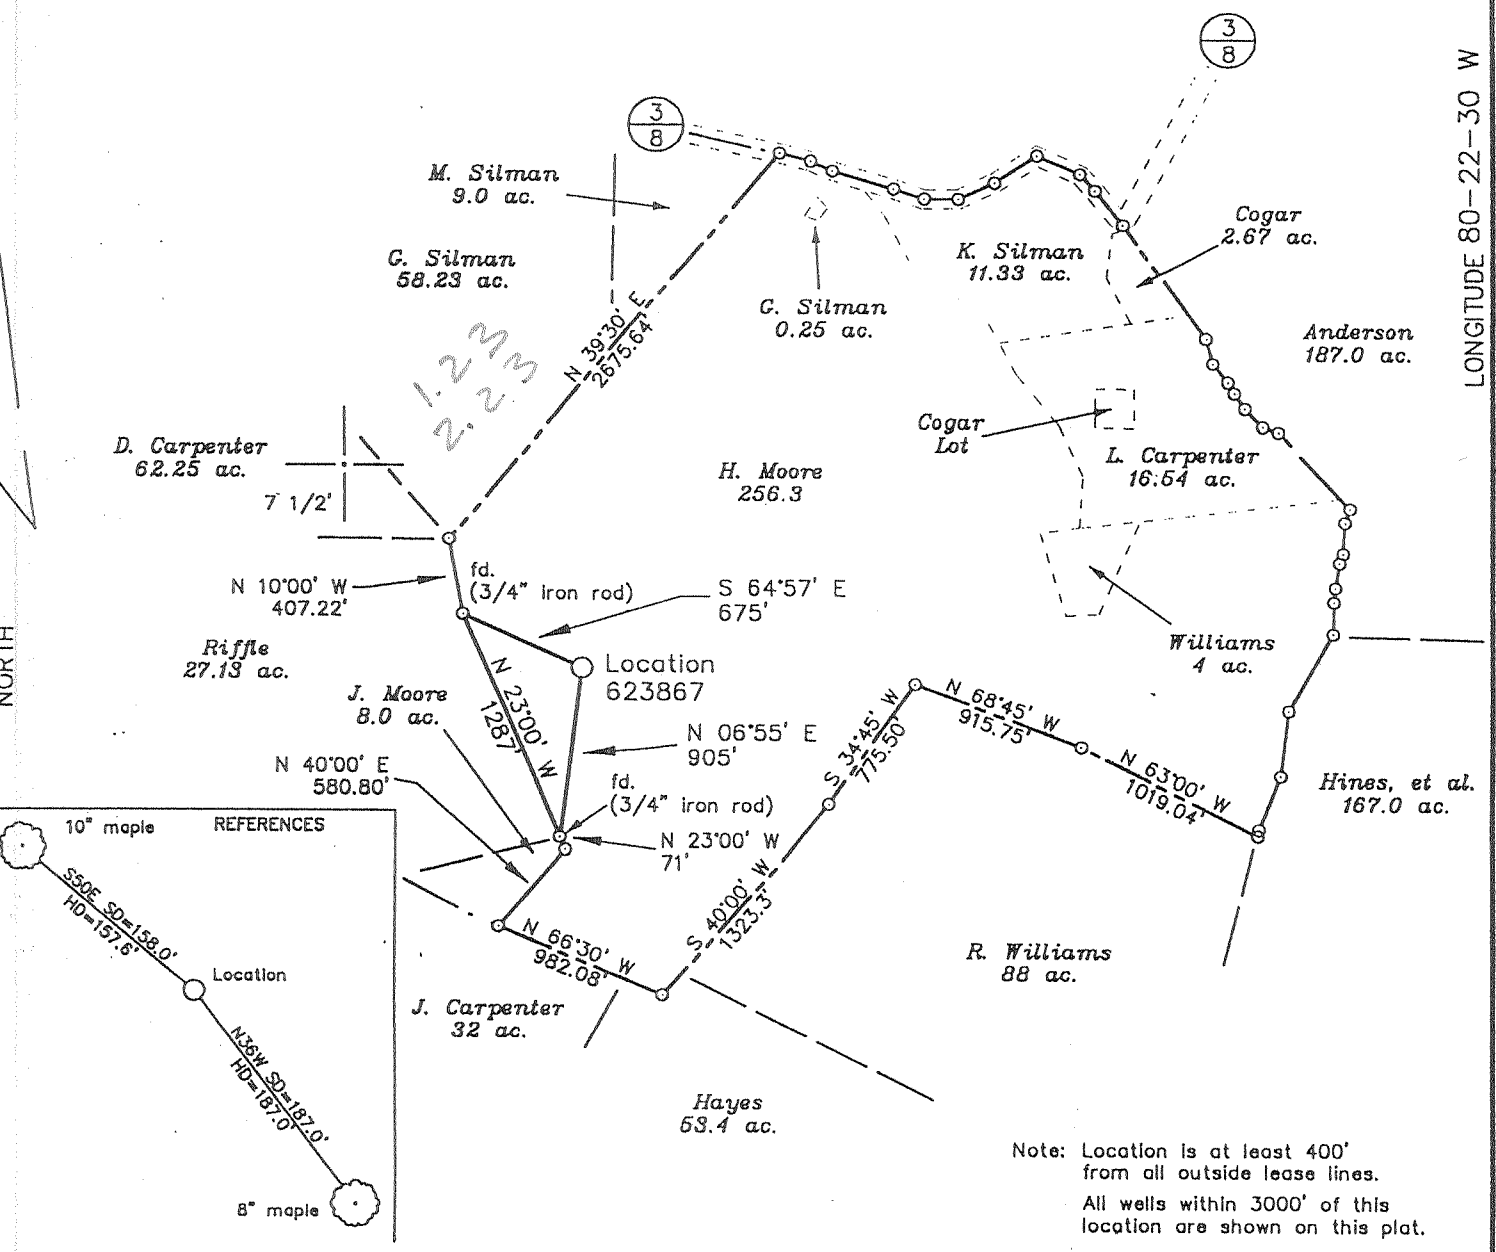 3
8
3
8
LONGITUDE 80-22-30 W
M. Silman
9.0 ac.
Cogar
2.67 ac.
G. Silman
58.23 ac.
K. Silman
11.33 ac.
G. Silman
0.25 ac.
N 39°30' E
2675.64'
1.23
2.23
Anderson
187.0 ac.
Cogar
Lot
D. Carpenter
62.25 ac.
7 1/2'
H. Moore
256.3
L. Carpenter
16.54 ac.
N 10°00' W
407.22'
fd.
(3/4" iron rod)
S 64°57' E
675'
NORTH
Riffle
27.13 ac.
Location
623867
Williams
4 ac.
J. Moore
8.0 ac.
N 23°00' W
1287'
N 06°55' E
905'
S 34°45' W
775.50'
N 68°45' W
915.75'
N 63°00' W
1019.04'
Hines, et al.
167.0 ac.
N 40°00' E
580.80'
fd.
(3/4" iron rod)
N 23°00' W
71'
10" maple
REFERENCES
S50E SD=158.0'
HD=157.6'
Location
N36W SD=187.0'
HD=187.0'
8" maple
S 40°00' W
1323.3'
N 66°30' W
982.08'
R. Williams
88 ac.
J. Carpenter
32 ac.
Hayes
53.4 ac.
Note: Location is at least 400'
from all outside lease lines.
All wells within 3000' of this
location are shown on this plat.